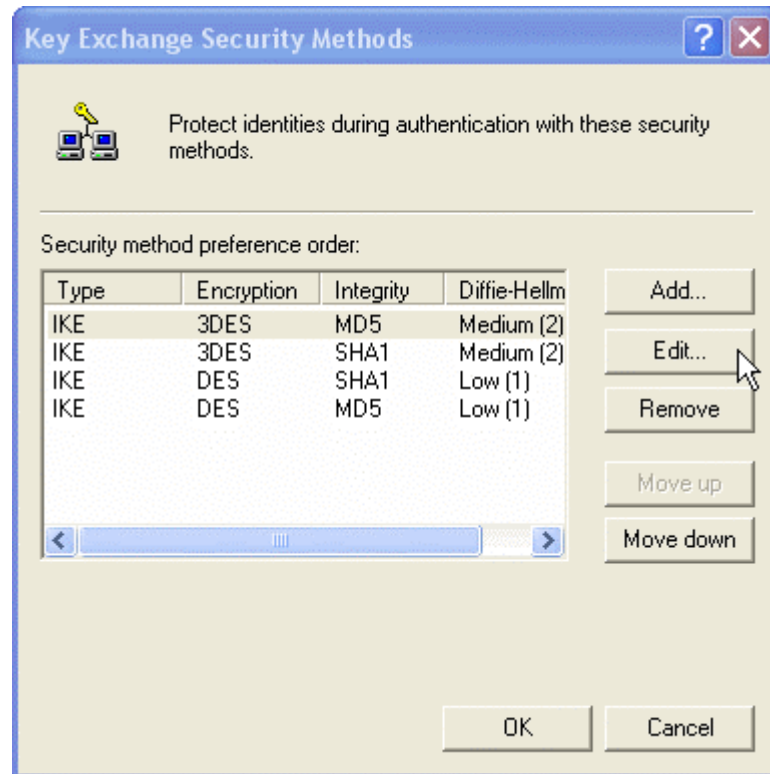 Key Exchange Security Methods
Protect identities during authentication with these security
methods.
Security method preference order:
Type Encryption Integrity Diffie-Hellm
IKE 3DES MD5 Medium (2)
IKE 3DES SHA1 Medium (2)
IKE DES SHA1 Low (1)
IKE DES MD5 Low (1)
Add...
Edit...
Remove
Move up
Move down
OK Cancel